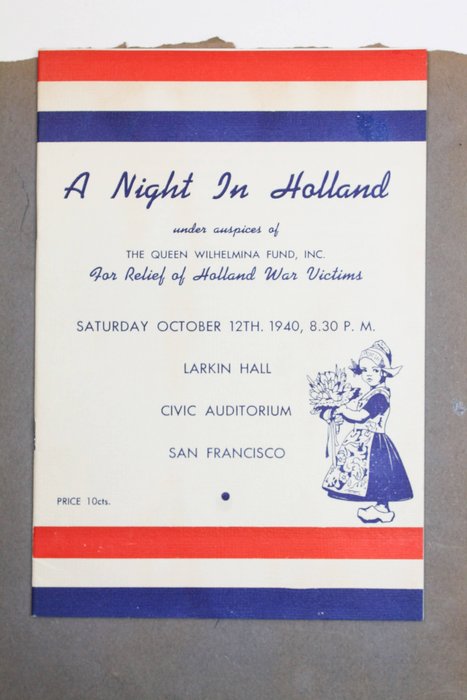 A Night In Holland
under auspices of
THE QUEEN WILHELMINA FUND, INC.
For Relief of Holland War Victims
SATURDAY OCTOBER 12TH. 1940, 8.30 P. M.
LARKIN HALL
CIVIC AUDITORIUM
SAN FRANCISCO
PRICE 10cts.